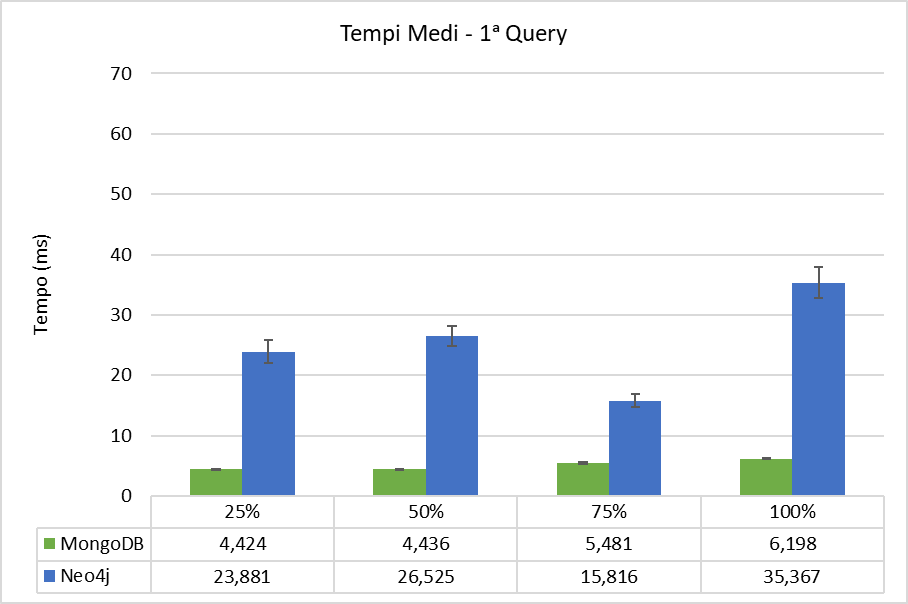 Tempi Medi - 1ª Query
70
60
50
40
30
20
10
0
Tempo (ms)
25% 50% 75% 100%
MongoDB 4,424 4,436 5,481 6,198
Neo4j 23,881 26,525 15,816 35,367